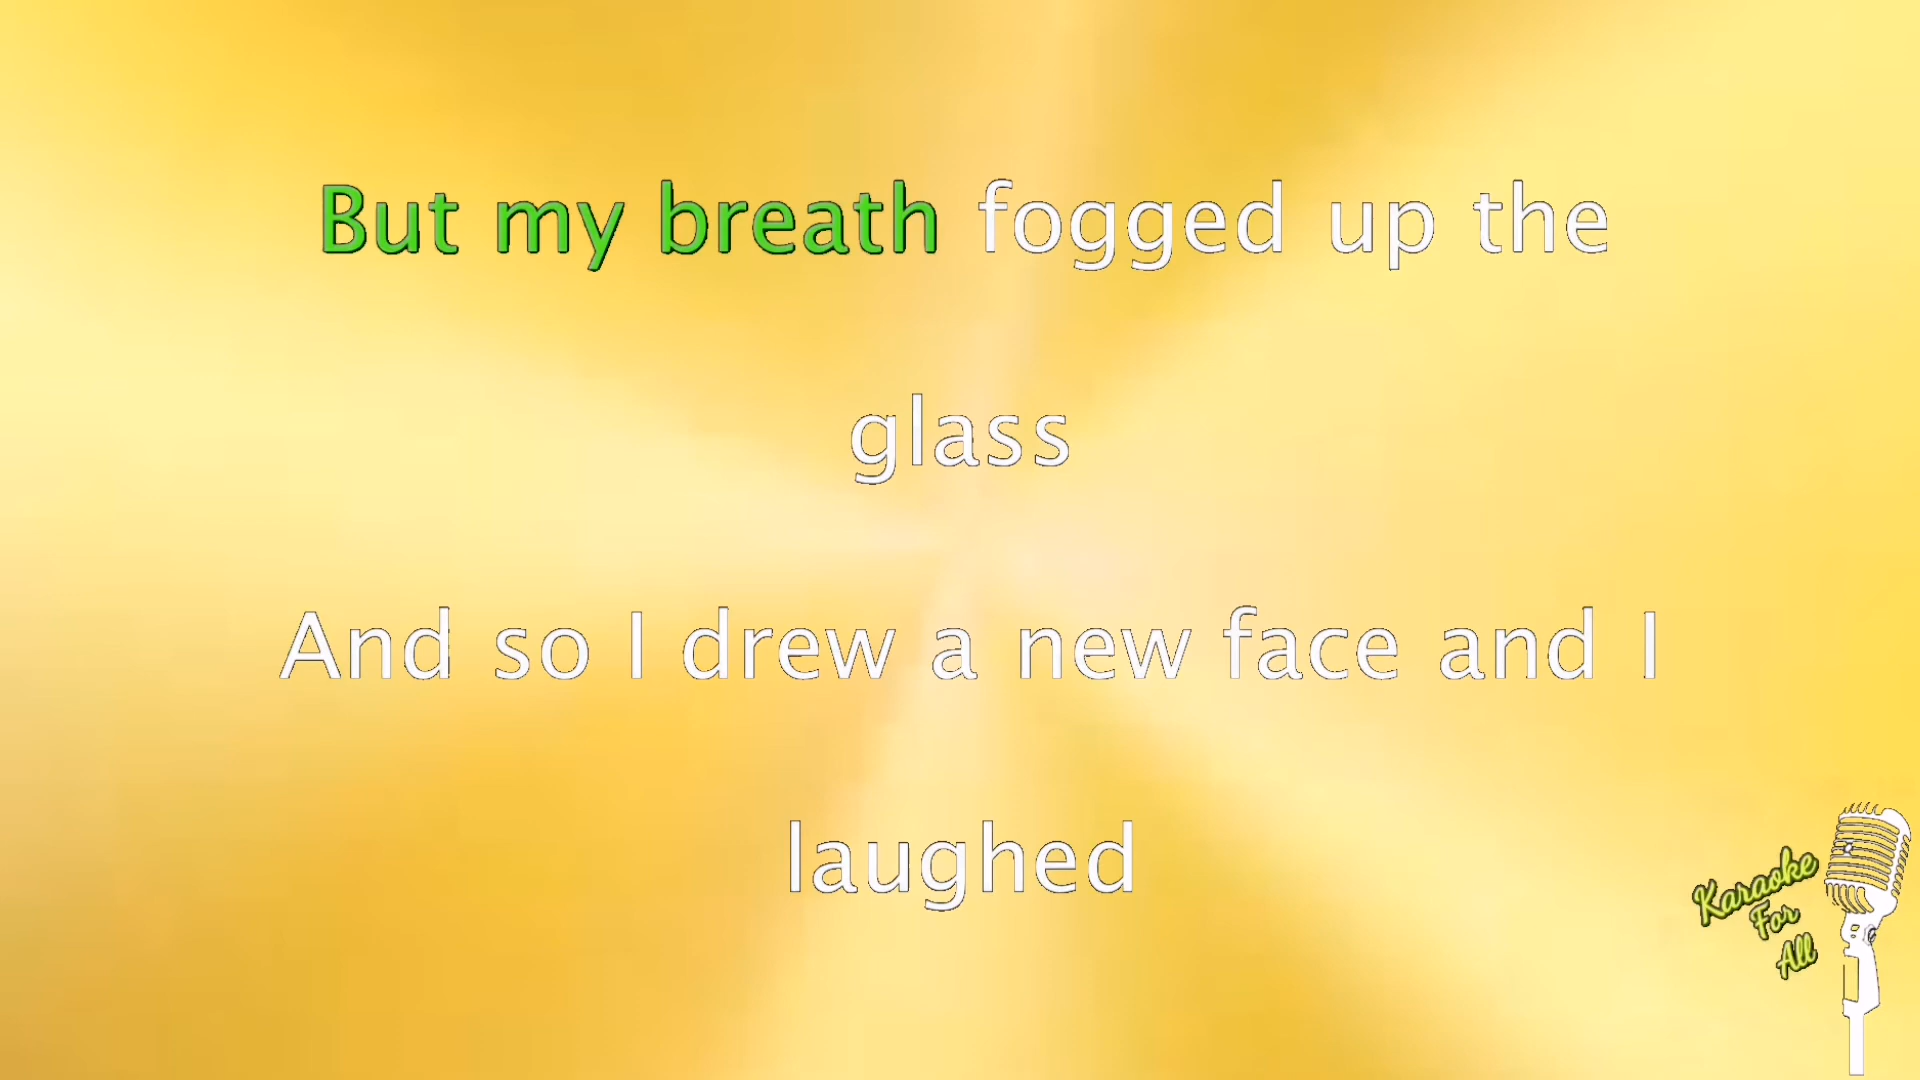 But my breath fogged up the
glass
And so I drew a new face and I
laughed
Karaoke
For
All